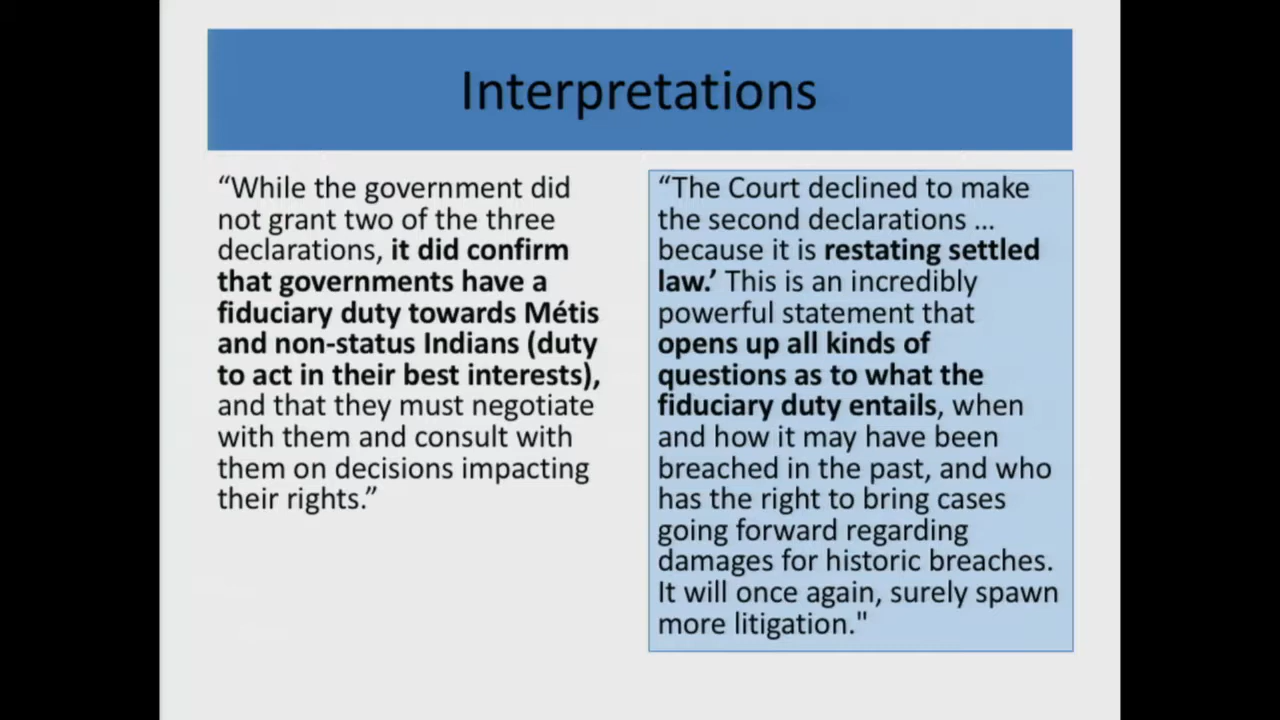 Interpretations
“While the government did
not grant two of the three
declarations, it did confirm
that governments have a
fiduciary duty towards Métis
and non-status Indians (duty
to act in their best interests),
and that they must negotiate
with them and consult with
them on decisions impacting
their rights.”
“The Court declined to make
the second declarations ...
because it is restating settled
law.’ This is an incredibly
powerful statement that
opens up all kinds of
questions as to what the
fiduciary duty entails, when
and how it may have been
breached in the past, and who
has the right to bring cases
going forward regarding
damages for historic breaches.
It will once again, surely spawn
more litigation."